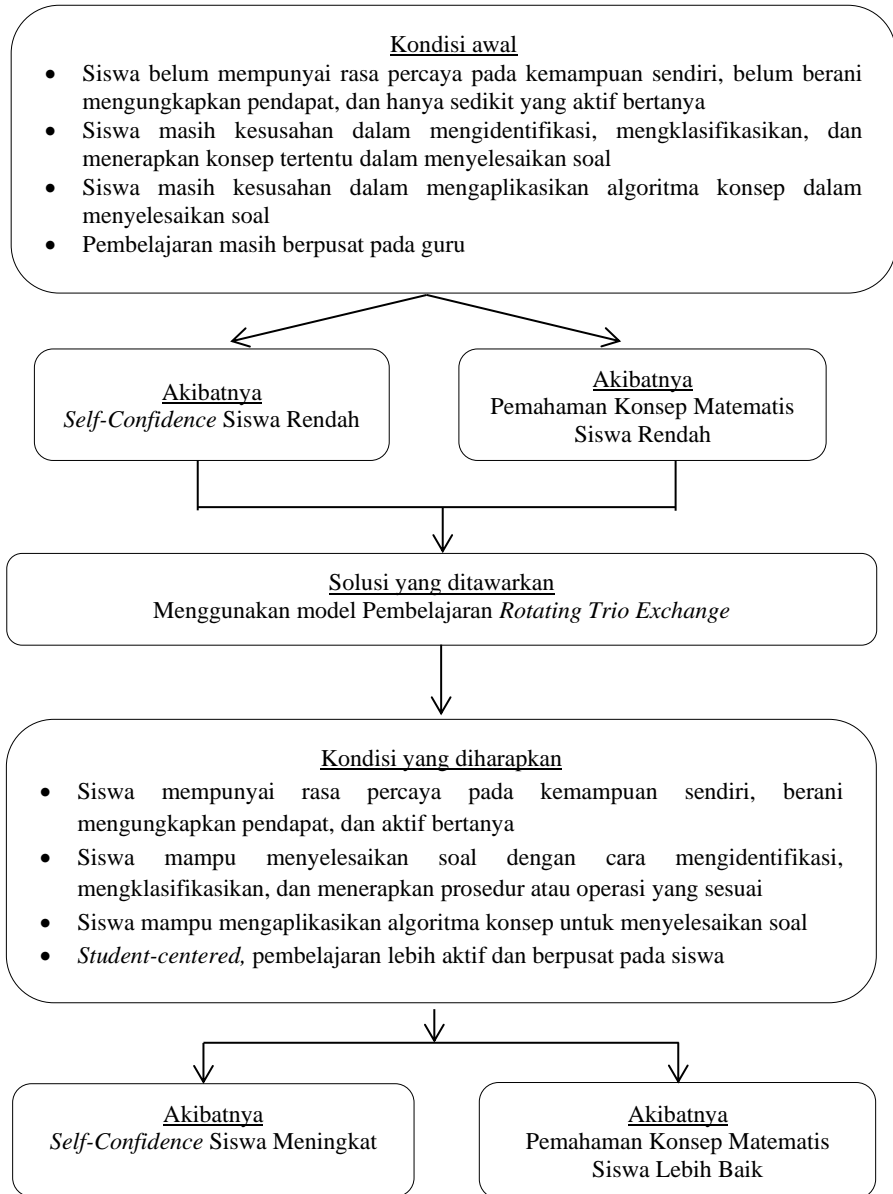 Kondisi awal
• Siswa belum mempunyai rasa percaya pada kemampuan sendiri, belum berani
mengungkapkan pendapat, dan hanya sedikit yang aktif bertanya
• Siswa masih kesusahan dalam mengidentifikasi, mengklasifikasikan, dan
menerapkan konsep tertentu dalam menyelesaikan soal
• Siswa masih kesusahan dalam mengaplikasikan algoritma konsep dalam
menyelesaikan soal
• Pembelajaran masih berpusat pada guru
Akibatnya
Self-Confidence Siswa Rendah
Akibatnya
Pemahaman Konsep Matematis
Siswa Rendah
Solusi yang ditawarkan
Menggunakan model Pembelajaran Rotating Trio Exchange
Kondisi yang diharapkan
• Siswa mempunyai rasa percaya pada kemampuan sendiri, berani
mengungkapkan pendapat, dan aktif bertanya
• Siswa mampu menyelesaikan soal dengan cara mengidentifikasi,
mengklasifikasikan, dan menerapkan prosedur atau operasi yang sesuai
• Siswa mampu mengaplikasikan algoritma konsep untuk menyelesaikan soal
• Student-centered, pembelajaran lebih aktif dan berpusat pada siswa
Akibatnya
Self-Confidence Siswa Meningkat
Akibatnya
Pemahaman Konsep Matematis
Siswa Lebih Baik